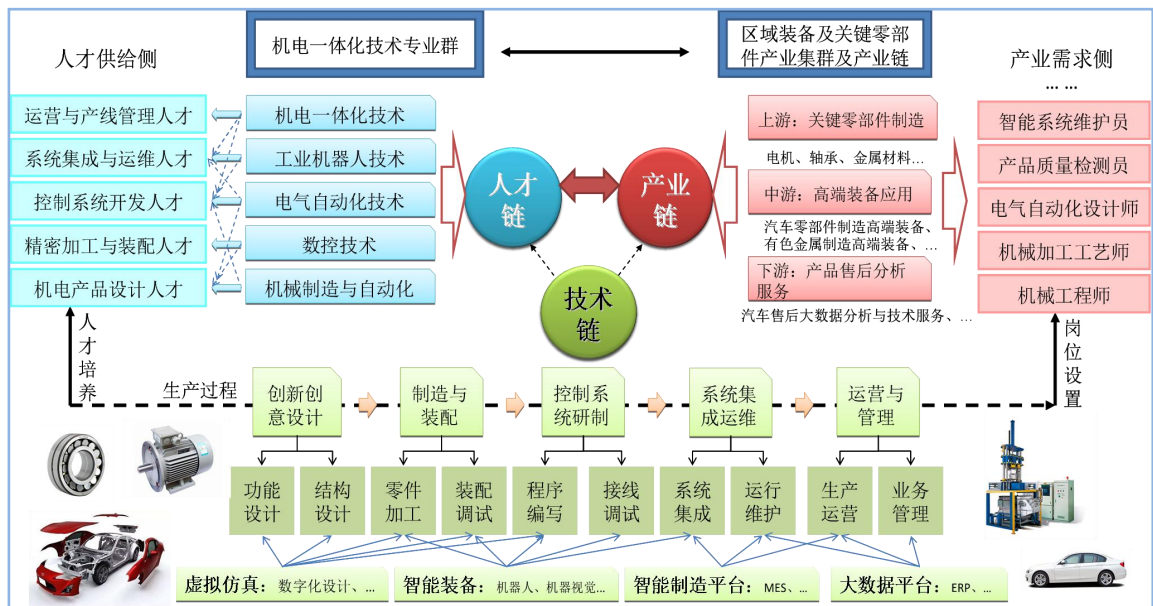 机电一体化技术专业群
区域装备及关键零部
件产业集群及产业链
人才供给侧
产业需求侧
... ...
运营与产线管理人才
系统集成与运维人才
控制系统开发人才
精密加工与装配人才
机电产品设计人才
机电一体化技术
工业机器人技术
电气自动化技术
数控技术
机械制造与自动化
人才
链
产业
链
技术
链
上游：关键零部件制造
电机、轴承、金属材料...
中游：高端装备应用
汽车零部件制造高端装备、
有色金属制造高端装备、...
下游：产品售后分析
服务
汽车售后大数据分析与技术服务、...
智能系统维护员
产品质量检测员
电气自动化设计师
机械加工工艺师
机械工程师
人才培养
岗位设置
生产过程
创新创
意设计
制造与
装配
控制系
统研制
系统集
成运维
运营与
管理
功能
设计
结构
设计
零件
加工
装配
调试
程序
编写
接线
调试
系统
集成
运行
维护
生产
运营
业务
管理
虚拟仿真：数字化设计、...
智能装备：机器人、机器视觉...
智能制造平台：MES、...
大数据平台：ERP、...